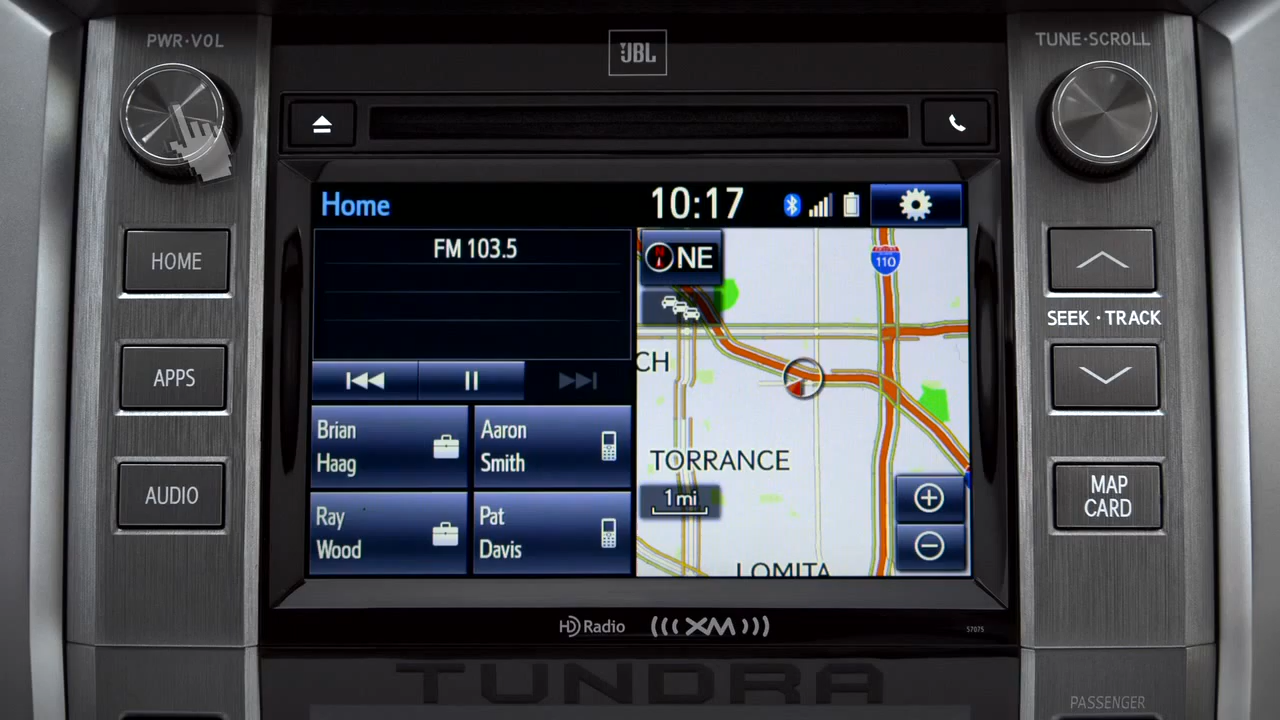 PWR·VOL
JBL
TUNE·SCROLL
Home
10:17
HOME
FM 103.5
N
NE
110
SEEK · TRACK
CH
APPS
Brian
Haag
Aaron
Smith
TORRANCE
1 mi
AUDIO
MAP
CARD
Ray
Wood
Pat
Davis
LOMITA
HD Radio
((( XM )))
57075
TUNDRA
PASSENGER